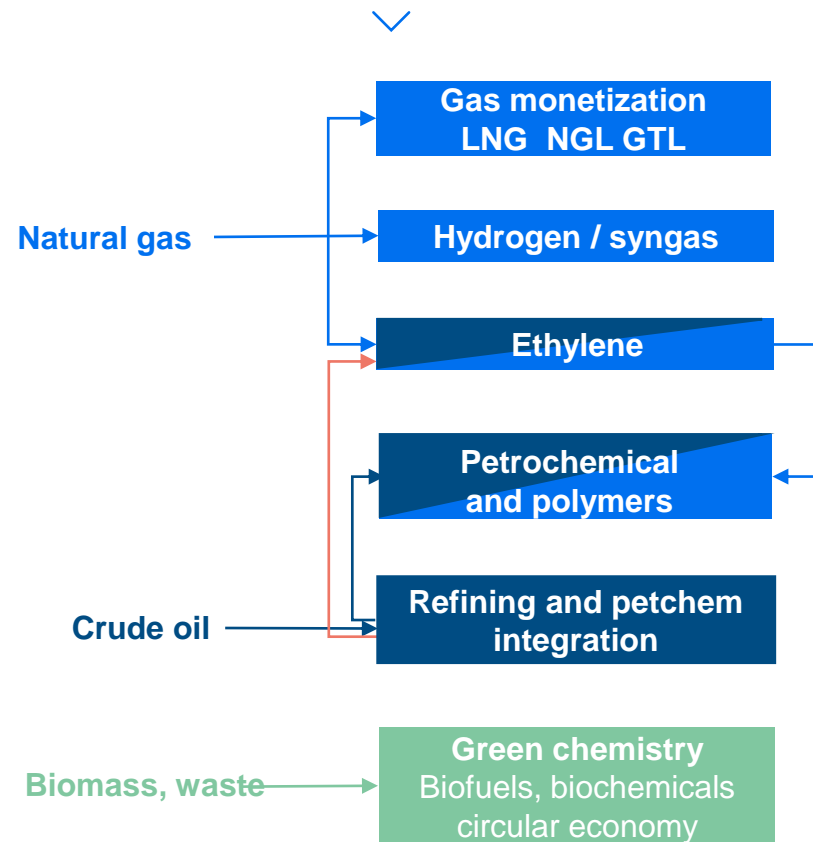 Gas monetization
LNG NGL GTL
Natural gas
Hydrogen / syngas
Ethylene
Petrochemical
and polymers
Crude oil
Refining and petchem
integration
Biomass, waste
Green chemistry
Biofuels, biochemicals
circular economy